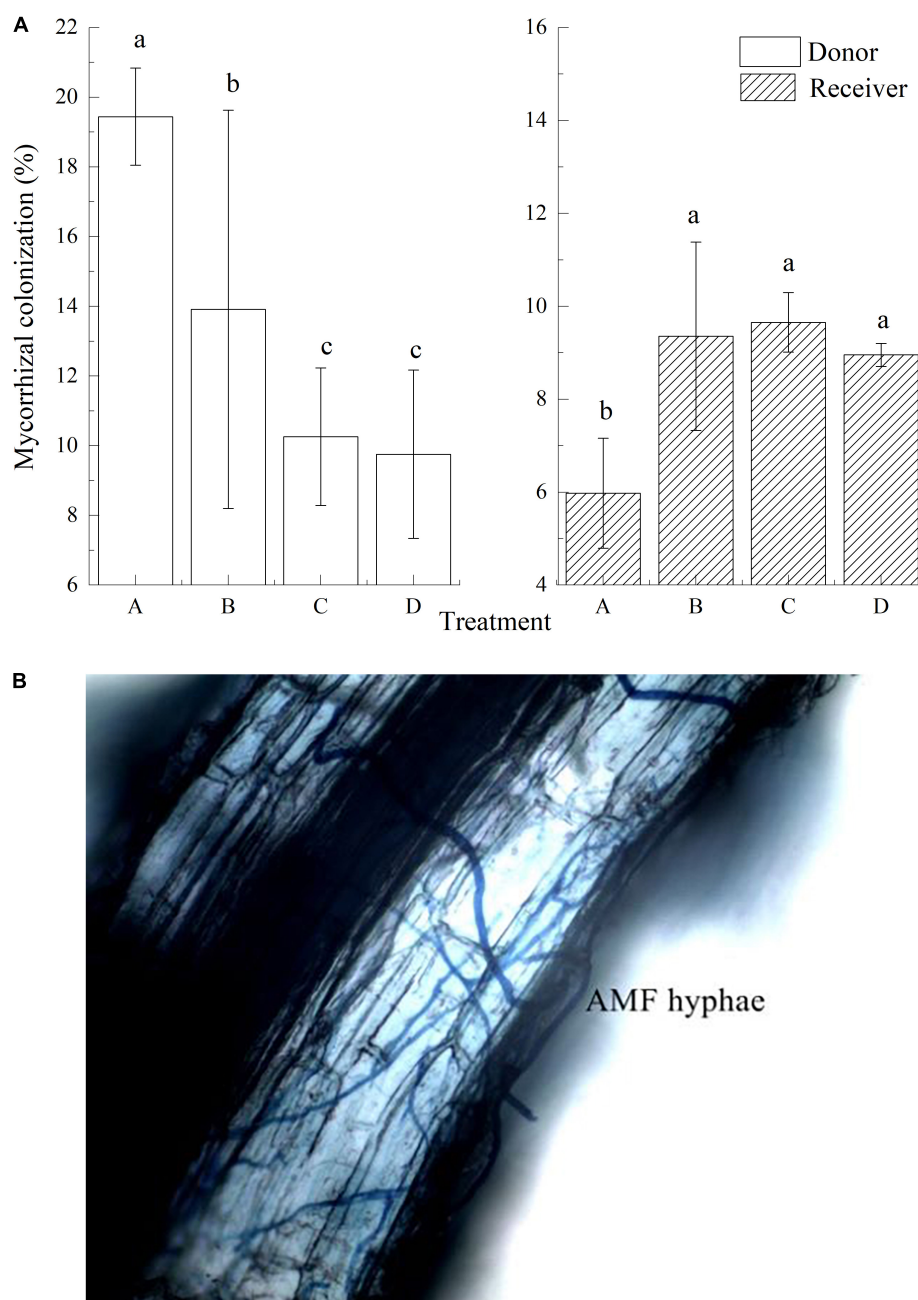 A
Mycorrhizal colonization (%)
22
20
18
16
14
12
10
8
6
a
b
c
c
A
B
C
D
16
14
12
10
8
6
4
Donor
Receiver
b
a
a
a
A
B
C
D
Treatment
B
AMF hyphae